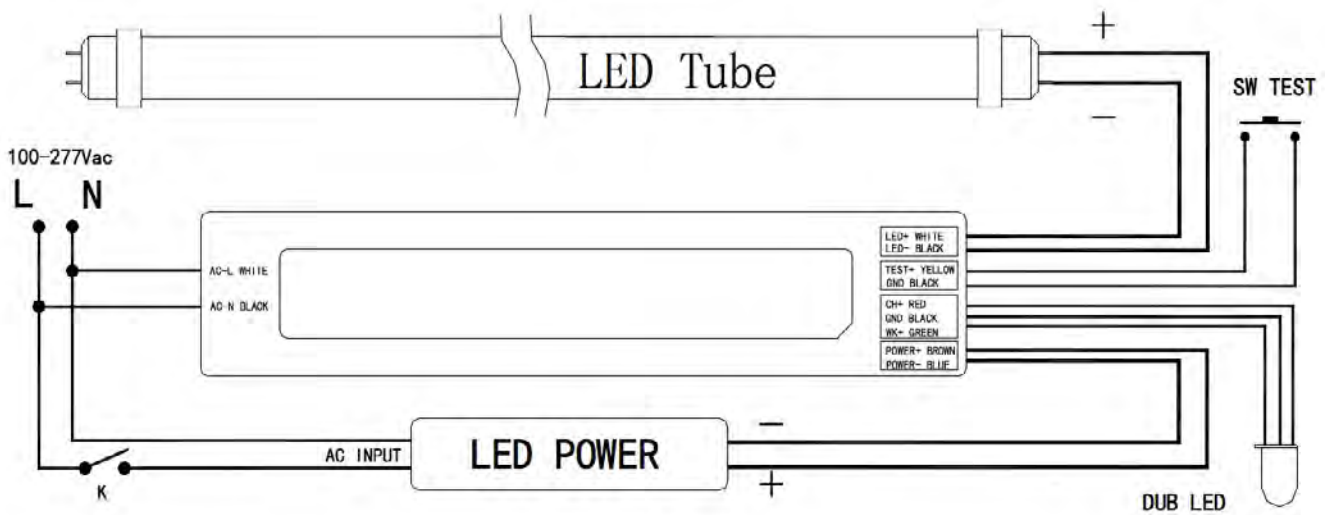 LED Tube
+
−
SW TEST
100-277Vac
L N
AC-L WHITE
AC-N BLACK
LED+ WHITE
LED- BLACK
TEST+ YELLOW
GND BLACK
CH+ RED
GND BLACK
WK+ GREEN
POWER+ BROWN
POWER- BLUE
LED POWER
AC INPUT
−
+
K
DUB LED